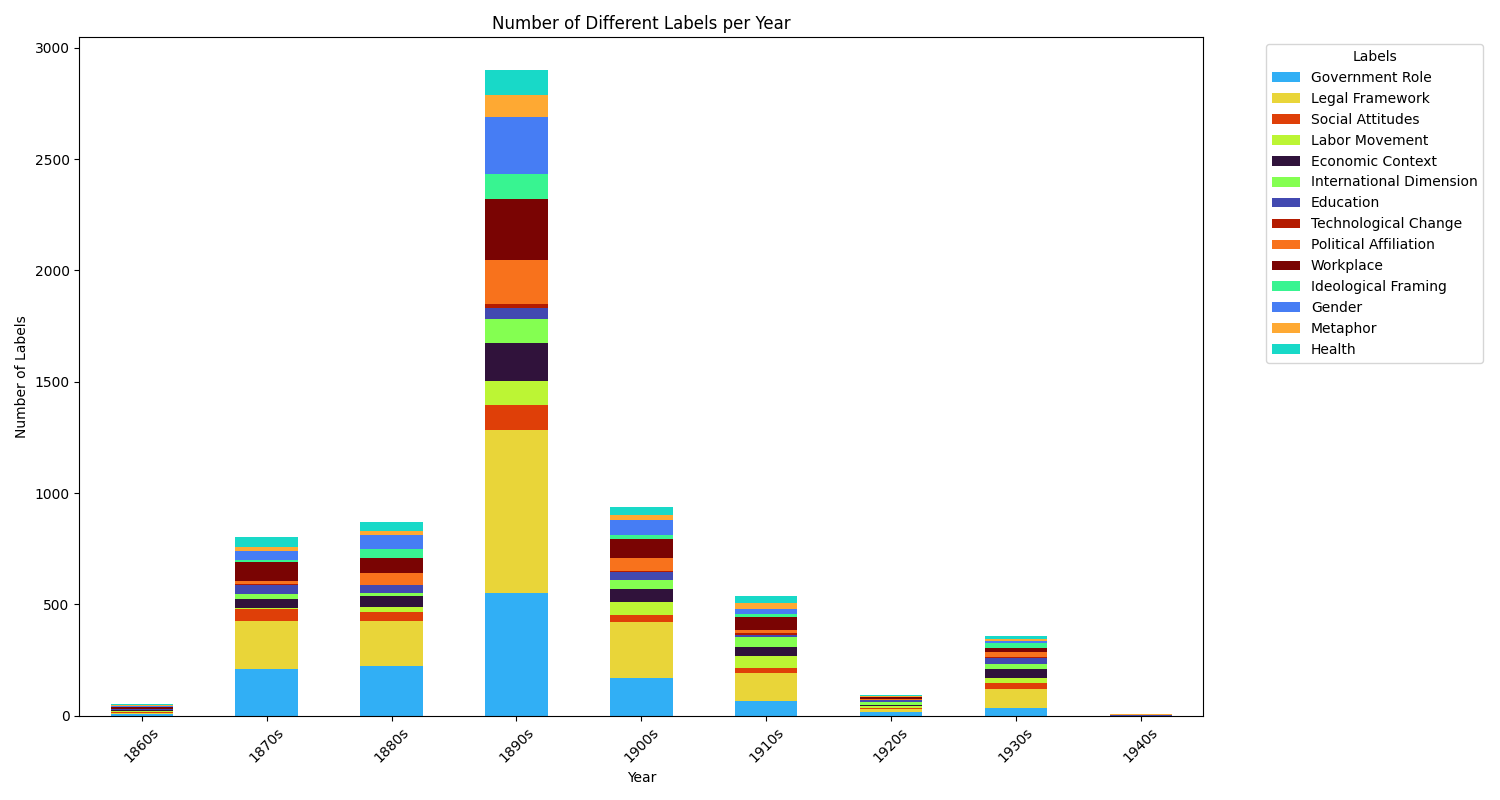 Number of Different Labels per Year
3000
2500
2000
1500
1000
500
0
Number of Labels
1860s
1870s
1880s
1890s
1900s
1910s
1920s
1930s
1940s
Year
Labels
Government Role
Legal Framework
Social Attitudes
Labor Movement
Economic Context
International Dimension
Education
Technological Change
Political Affiliation
Workplace
Ideological Framing
Gender
Metaphor
Health